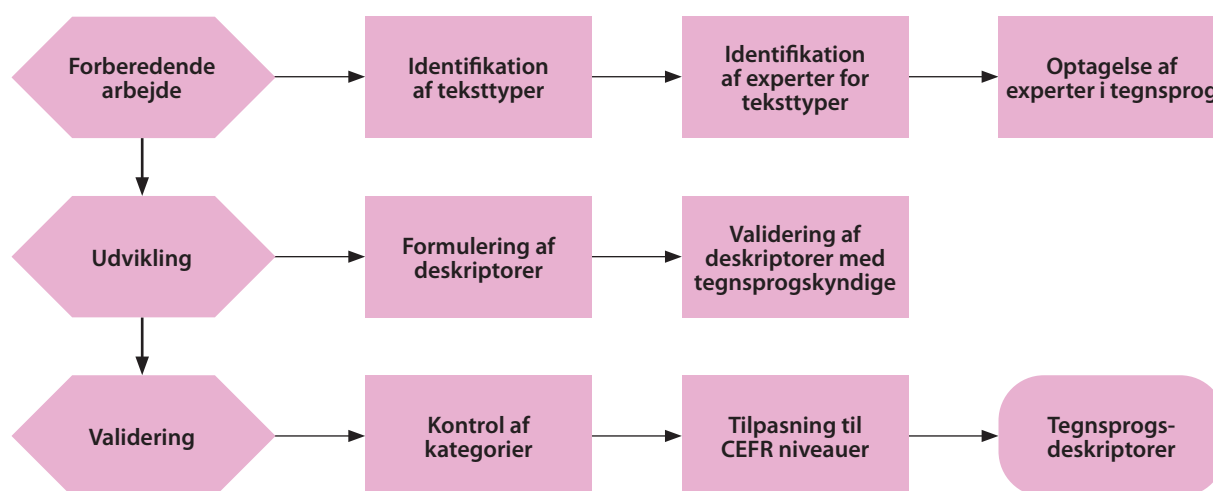 Forberedende
arbejde
Identifikation
af teksttyper
Identifikation
af experter for
teksttyper
Optagelse af
experter i tegnsprog
Udvikling
Formulering af
deskriptorer
Validering af
deskriptorer med
tegnsprogskyndige
Validering
Kontrol af
kategorier
Tilpasning til
CEFR niveauer
Tegnsprogs-
deskriptorer